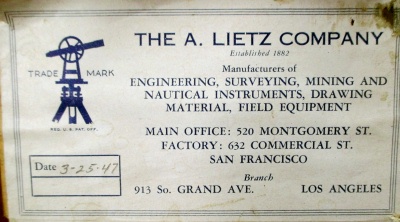 THE A. LIETZ COMPANY
Established 1882
Manufacturers of
ENGINEERING, SURVEYING, MINING AND
NAUTICAL INSTRUMENTS, DRAWING
MATERIAL, FIELD EQUIPMENT
MAIN OFFICE: 520 MONTGOMERY ST.
FACTORY: 632 COMMERCIAL ST.
SAN FRANCISCO
Branch
913 So. GRAND AVE. LOS ANGELES
TRADE MARK
REG. U.S. PAT. OFF.
Date 3-25-47